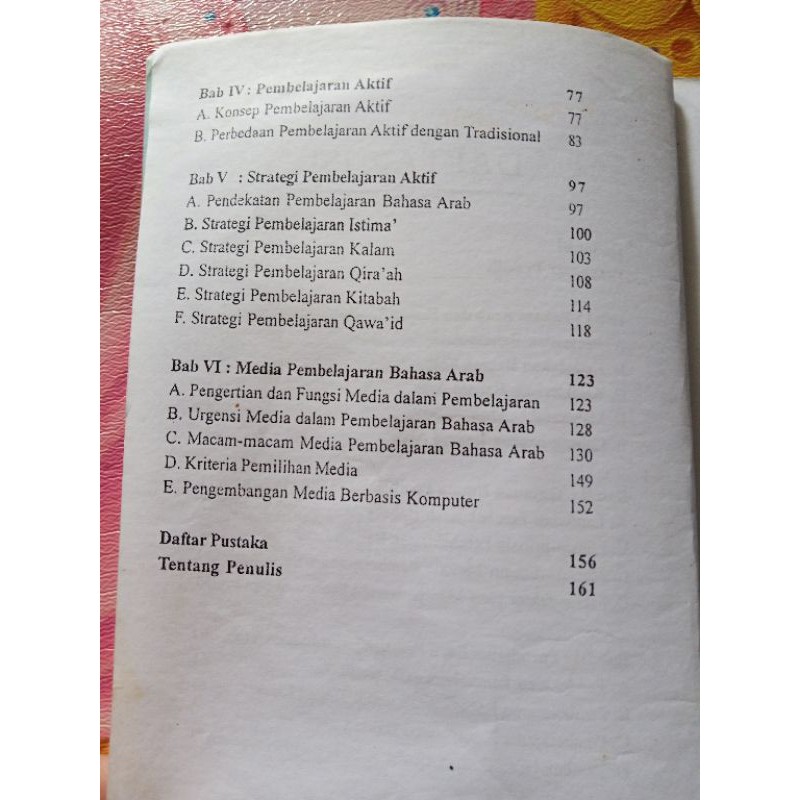 Bab IV : Pembelajaran Aktif 77
A. Konsep Pembelajaran Aktif 77
B. Perbedaan Pembelajaran Aktif dengan Tradisional 83
Bab V : Strategi Pembelajaran Aktif 97
A. Pendekatan Pembelajaran Bahasa Arab 97
B. Strategi Pembelajaran Istima' 100
C. Strategi Pembelajaran Kalam 103
D. Strategi Pembelajaran Qira'ah 108
E. Strategi Pembelajaran Kitabah 114
F. Strategi Pembelajaran Qawa'id 118
Bab VI : Media Pembelajaran Bahasa Arab 123
A. Pengertian dan Fungsi Media dalam Pembelajaran 123
B. Urgensi Media dalam Pembelajaran Bahasa Arab 128
C. Macam-macam Media Pembelajaran Bahasa Arab 130
D. Kriteria Pemilihan Media 149
E. Pengembangan Media Berbasis Komputer 152
Daftar Pustaka 156
Tentang Penulis 161